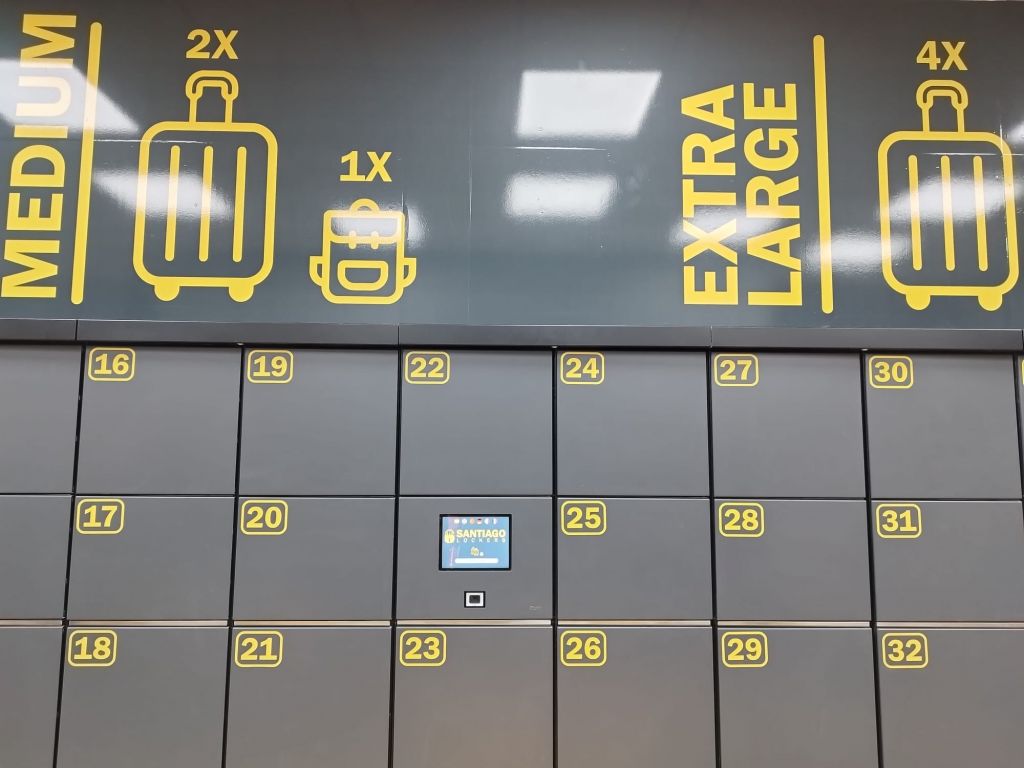 MEDIUM
2X
1X
EXTRA
LARGE
4X
16
19
22
24
27
30
17
20
SANTIAGO
LOCKERS
25
28
31
18
21
23
26
29
32